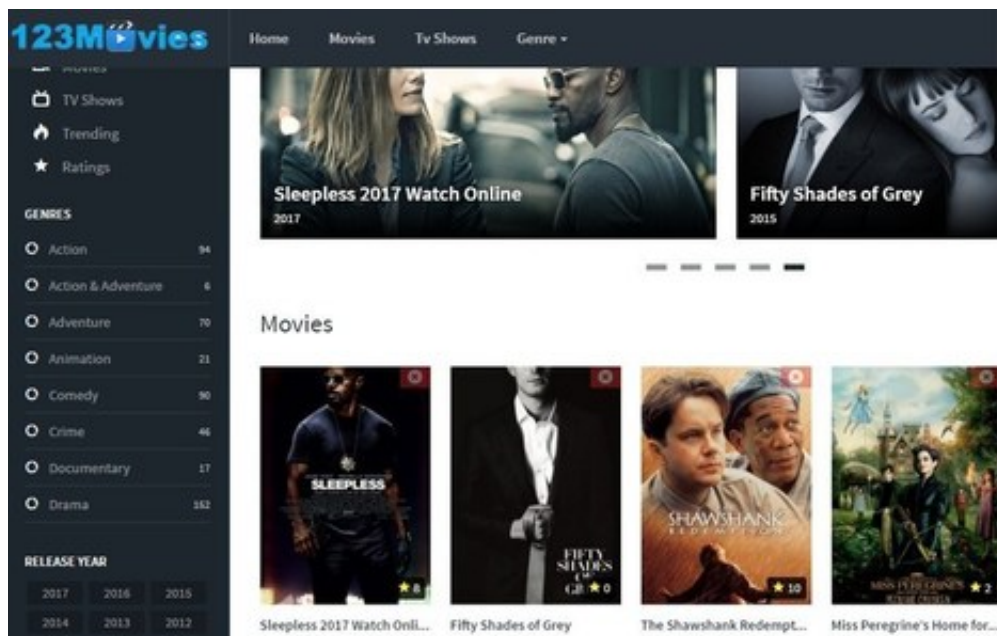 123Movies
Home Movies Tv Shows Genre
Movies
TV Shows
Trending
Ratings
GENRES
Action 94
Action & Adventure 6
Adventure 70
Animation 21
Comedy 90
Crime 46
Documentary 17
Drama 152
RELEASE YEAR
2017 2016 2015
2014 2013 2012
Sleepless 2017 Watch Online
2017
Fifty Shades of Grey
2015
Movies
SLEEPLESS
8
FIFTY
SHADES
OF
0
SHAWSHANK
REDEMPTION
10
MISS PEREGRINE'S
2
Sleepless 2017 Watch Onli...
Fifty Shades of Grey
The Shawshank Redempt...
Miss Peregrine's Home for...